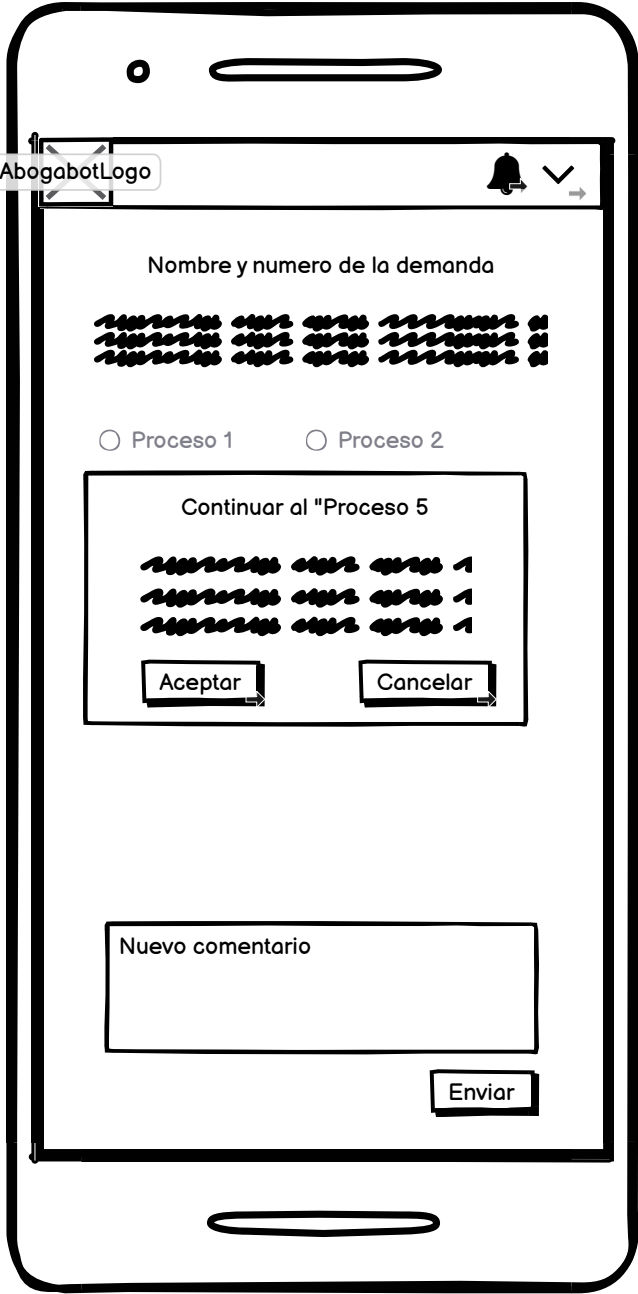 AbogabotLogo
Nombre y numero de la demanda
Proceso 1 Proceso 2
Continuar al "Proceso 5
Aceptar Cancelar
Nuevo comentario
Enviar